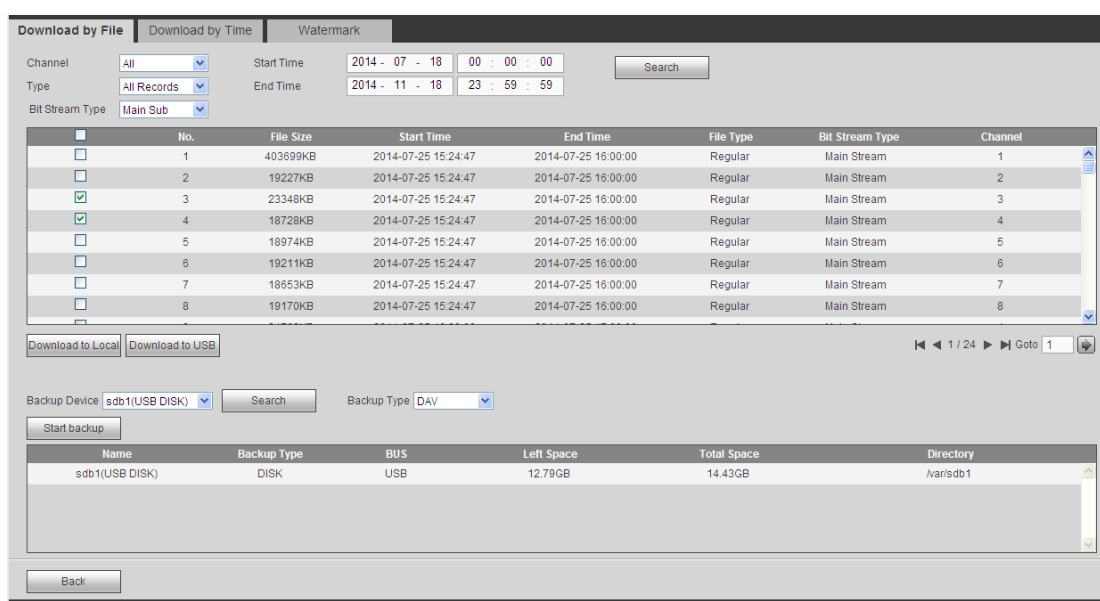 Download by File Download by Time Watermark
Channel All Start Time 2014 - 07 - 18 00 : 00 : 00 Search
Type All Records End Time 2014 - 11 - 18 23 : 59 : 59
Bit Stream Type Main Sub
No. File Size Start Time End Time File Type Bit Stream Type Channel
1 403699KB 2014-07-25 15:24:47 2014-07-25 16:00:00 Regular Main Stream 1
2 19227KB 2014-07-25 15:24:47 2014-07-25 16:00:00 Regular Main Stream 2
3 23348KB 2014-07-25 15:24:47 2014-07-25 16:00:00 Regular Main Stream 3
4 18728KB 2014-07-25 15:24:47 2014-07-25 16:00:00 Regular Main Stream 4
5 18974KB 2014-07-25 15:24:47 2014-07-25 16:00:00 Regular Main Stream 5
6 19211KB 2014-07-25 15:24:47 2014-07-25 16:00:00 Regular Main Stream 6
7 18653KB 2014-07-25 15:24:47 2014-07-25 16:00:00 Regular Main Stream 7
8 19170KB 2014-07-25 15:24:47 2014-07-25 16:00:00 Regular Main Stream 8
Download to Local Download to USB 1 / 24 Goto 1
Backup Device sdb1(USB DISK) Search Backup Type DAV
Start backup
Name Backup Type BUS Left Space Total Space Directory
sdb1(USB DISK) DISK USB 12.79GB 14.43GB /var/sdb1
Back